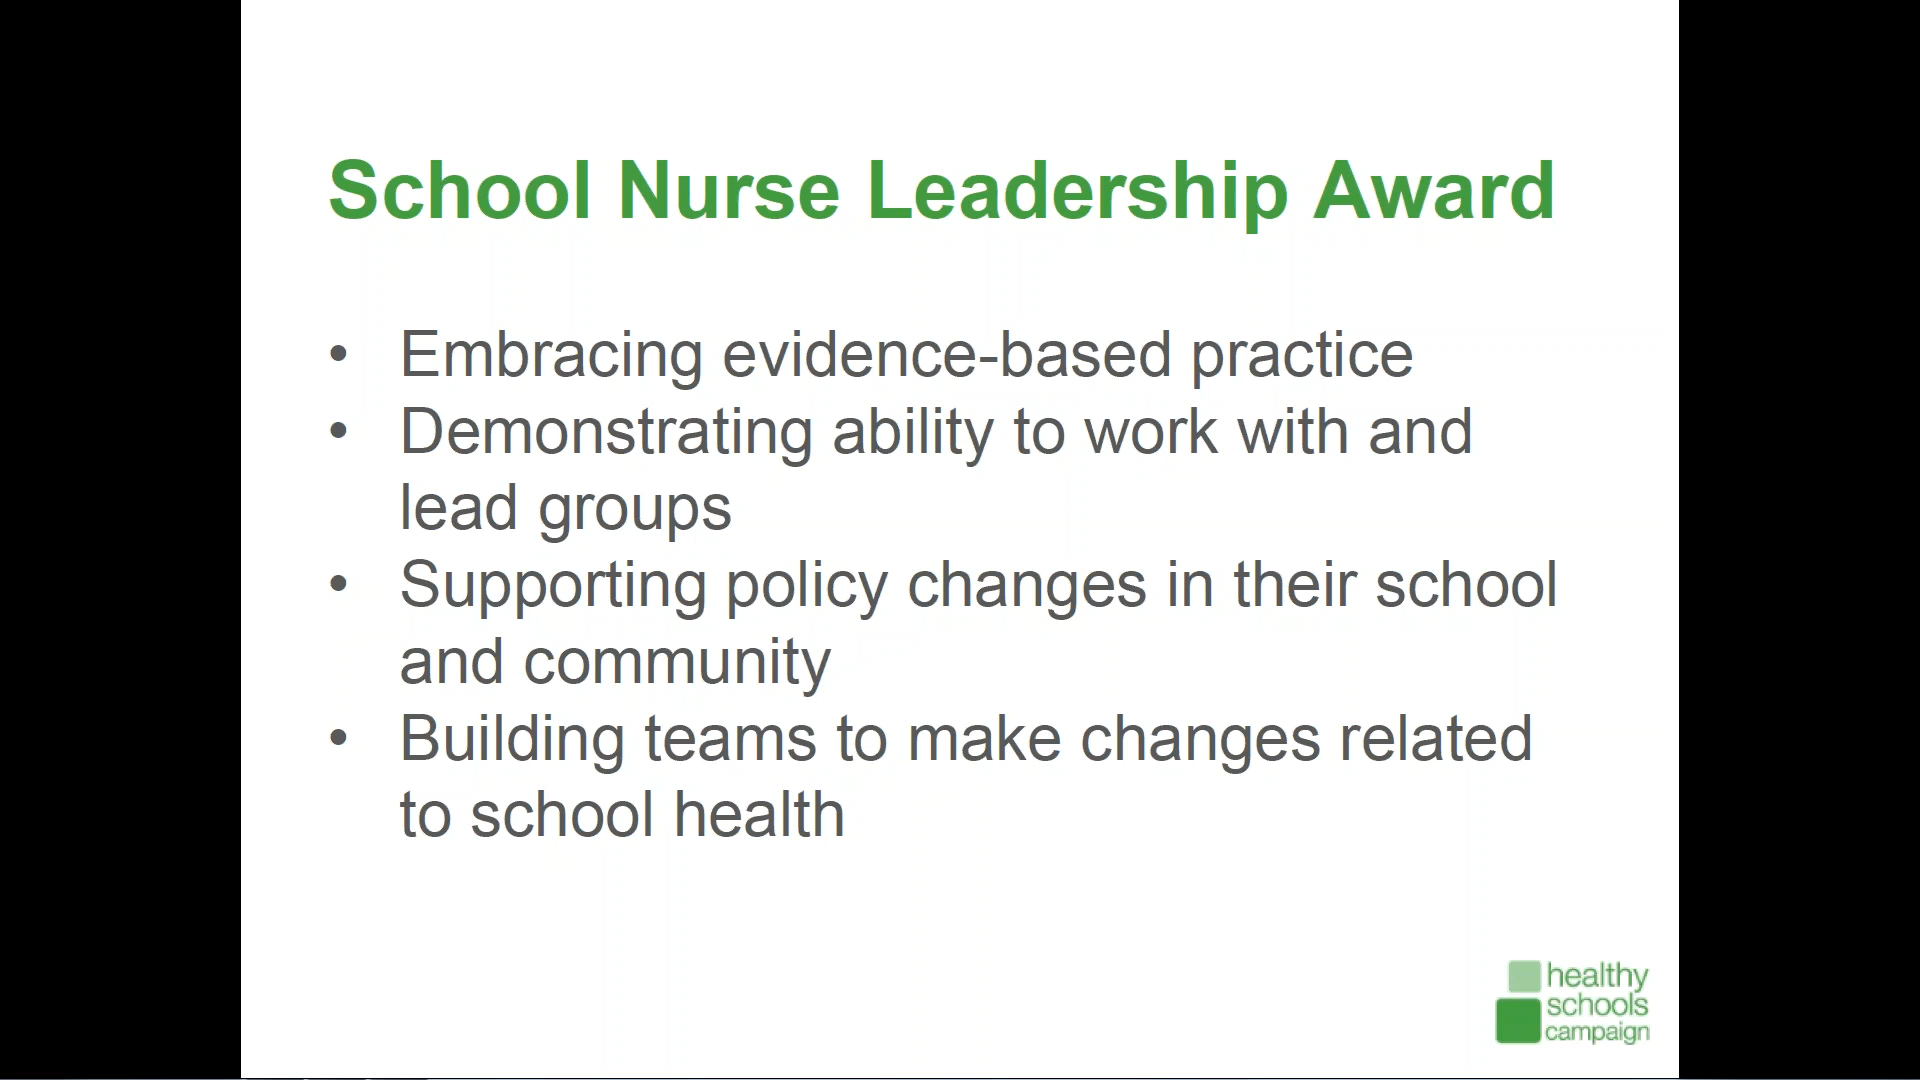 School Nurse Leadership Award
• Embracing evidence-based practice
• Demonstrating ability to work with and
lead groups
• Supporting policy changes in their school
and community
• Building teams to make changes related
to school health
healthy
schools
campaign